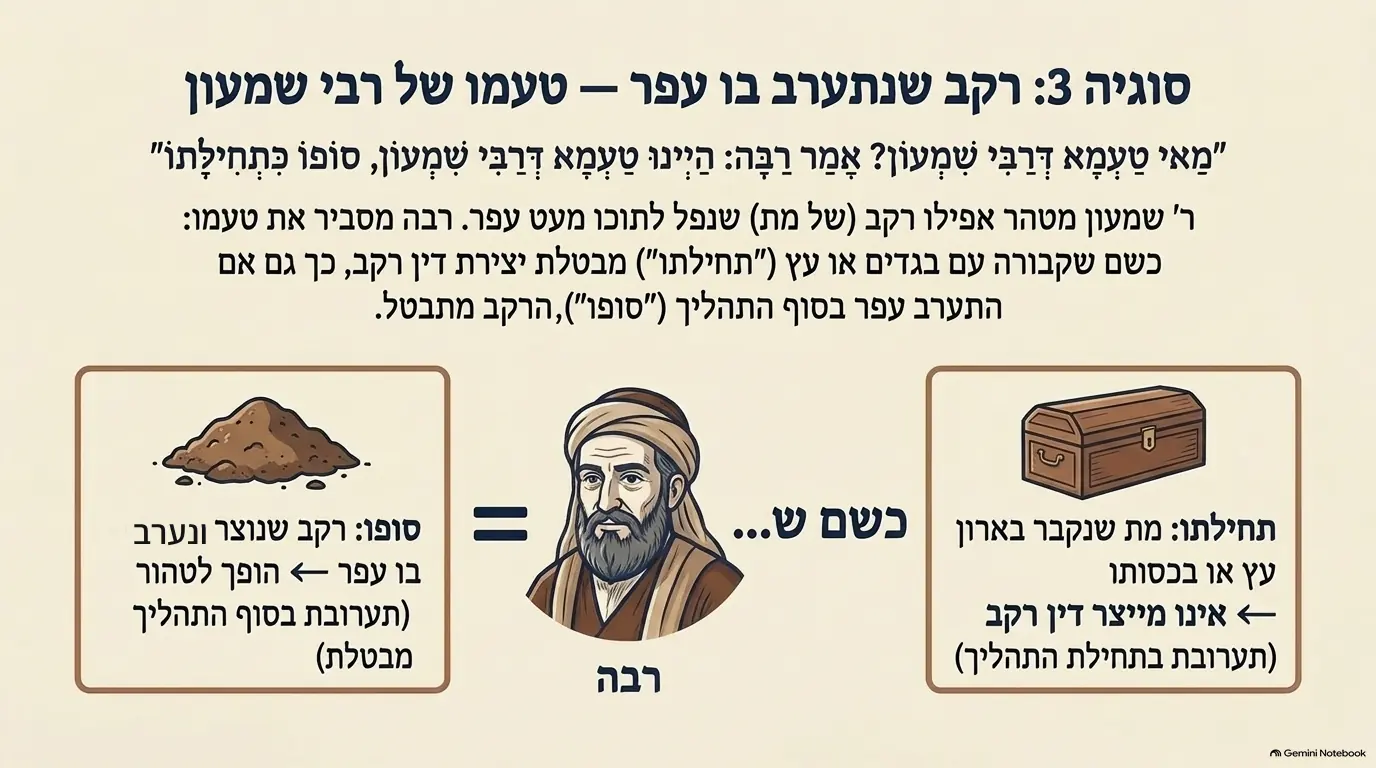 סוגיה 3: רקב שנתערב בו עפר — טעמו של רבי שמעון
"מַאי טַעְמָא דְּרַבִּי שִׁמְעוֹן? אָמַר רַבָּה: הַיְינוּ טַעְמָא דְּרַבִּי שִׁמְעוֹן, סוֹפוֹ כִּתְחִילָּתוֹ"
ר' שמעון מטהר אפילו רקב (של מת) שנפל לתוכו מעט עפר. רבה מסביר את טעמו:
כשם שקבורה עם בגדים או עץ ("תחילתו") מבטלת יצירת דין רקב, כך גם אם
התערב עפר בסוף התהליך ("סופו"),הרקב מתבטל.
תחילתו: מת שנקבר בארון
עץ או בכסותו
← אינו מייצר דין רקב
(תערובת בתחילת התהליך)
כשם ש...
רבה
=
סופו: רקב שנוצר ונערב
בו עפר ← הופך לטהור
(תערובת בסוף התהליך
מבטלת)
Gemini Notebook